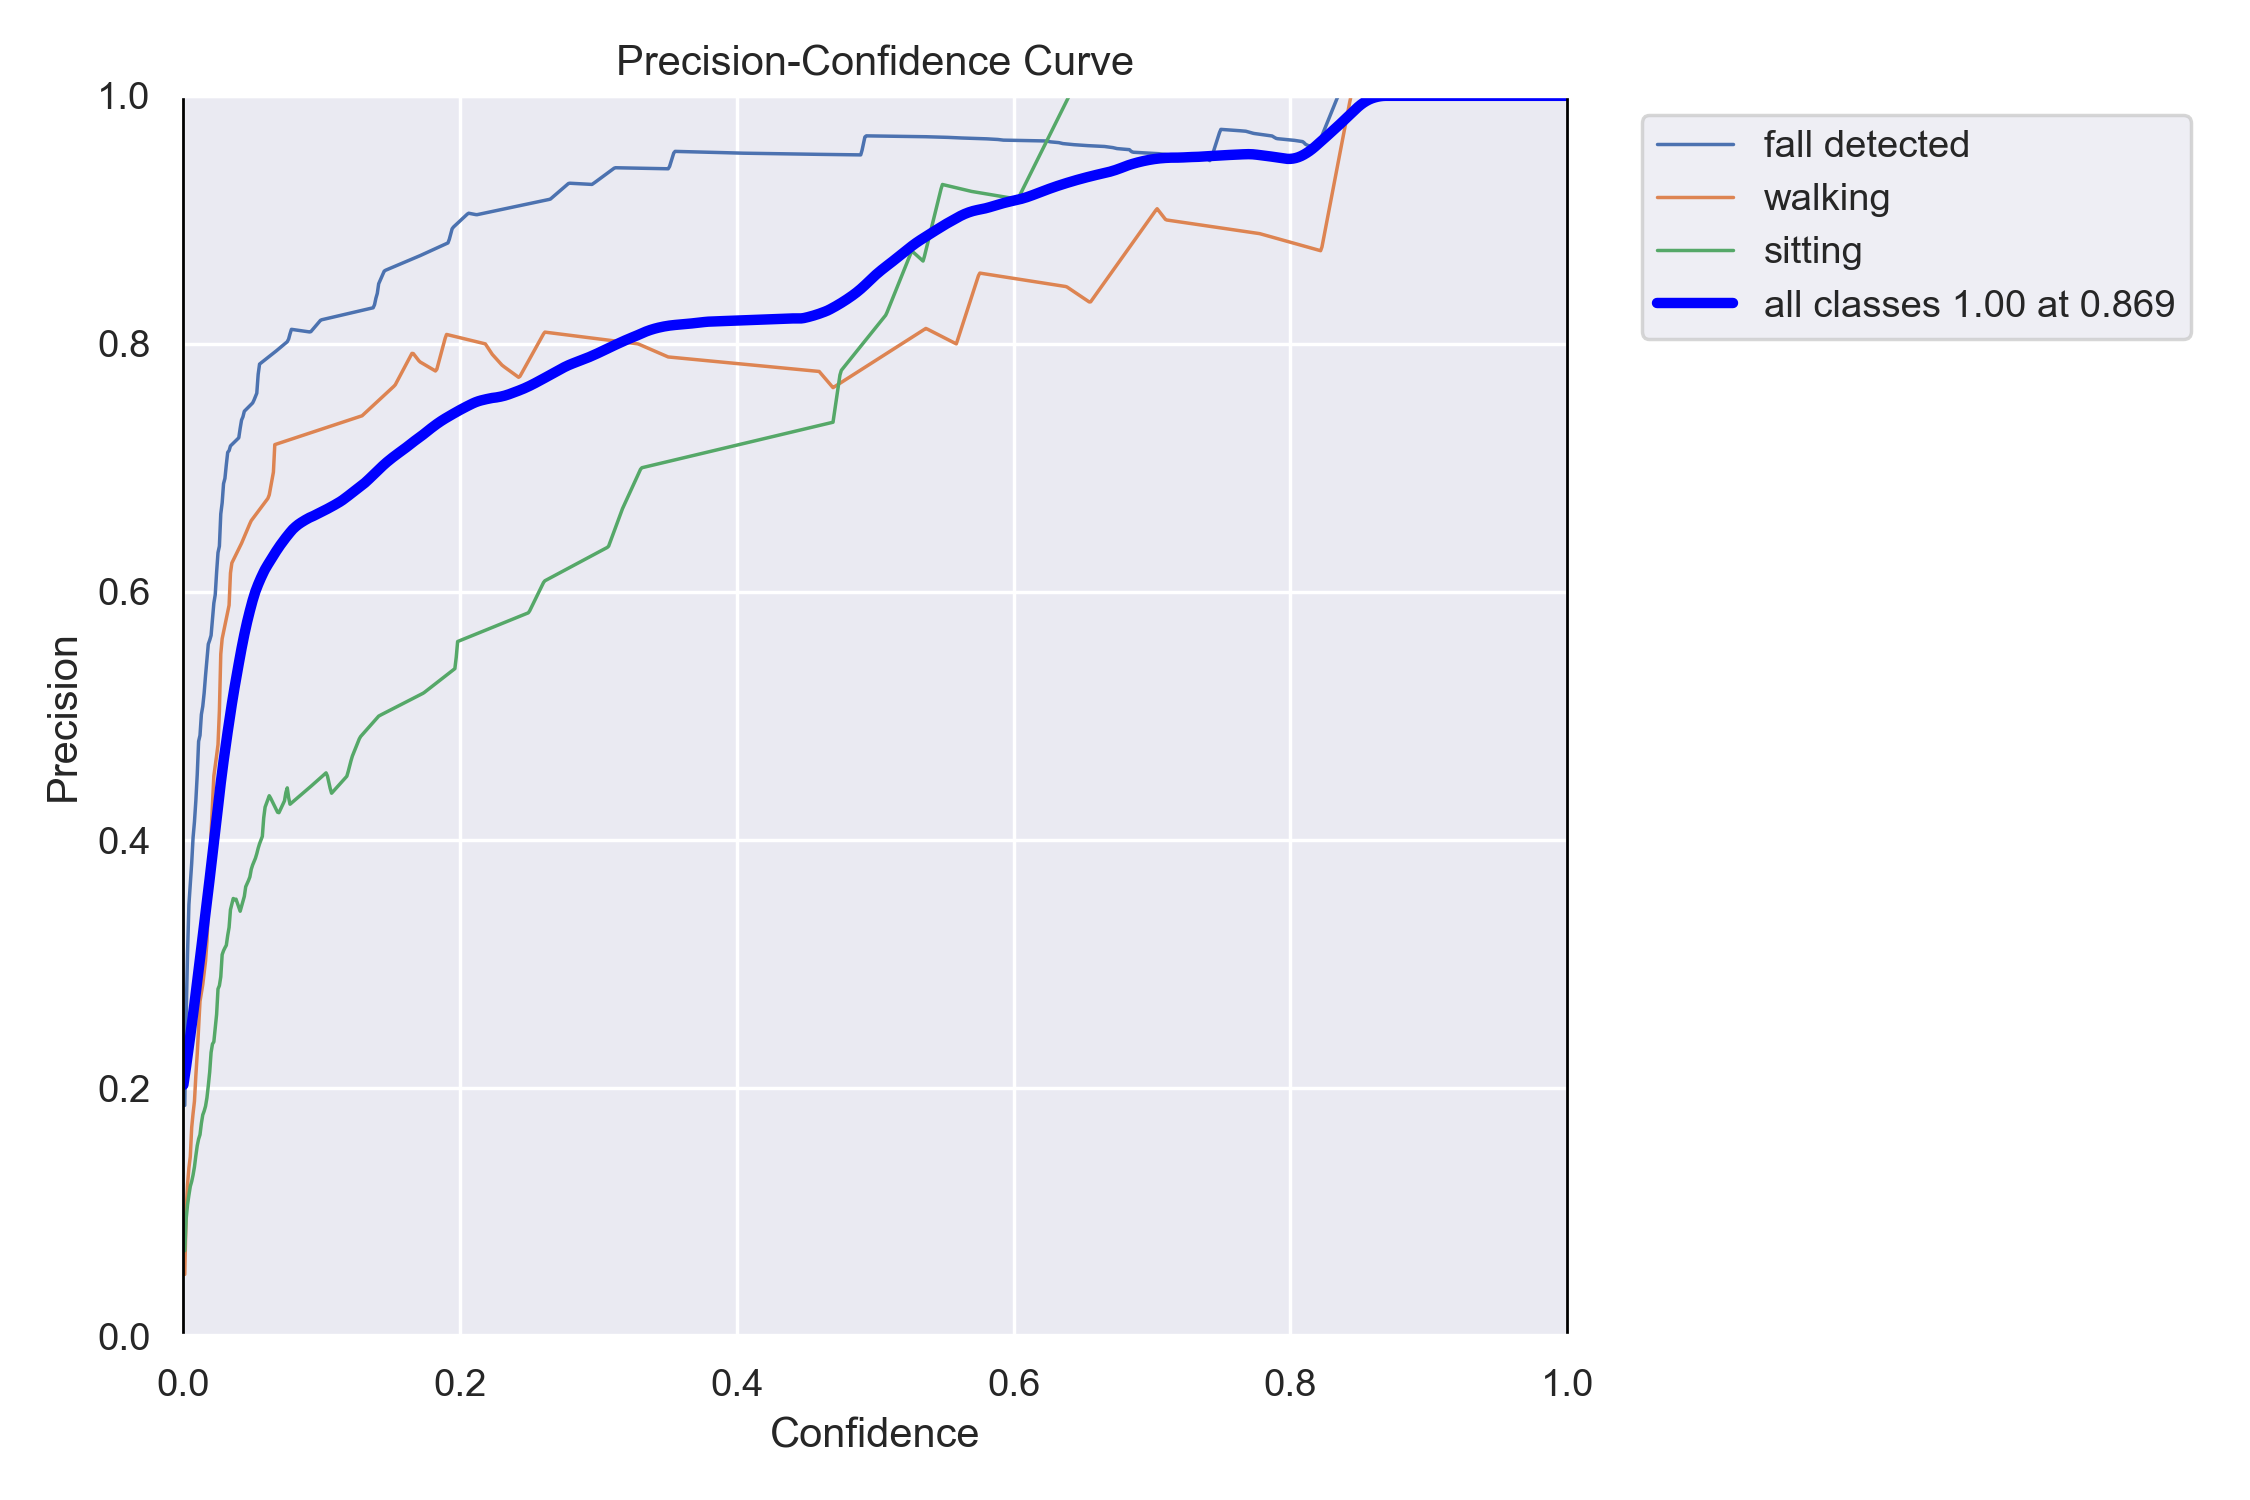 Precision-Confidence Curve
1.0
0.8
0.6
0.4
0.2
0.0
Precision
0.0 0.2 0.4 0.6 0.8 1.0
Confidence
fall detected
walking
sitting
all classes 1.00 at 0.869